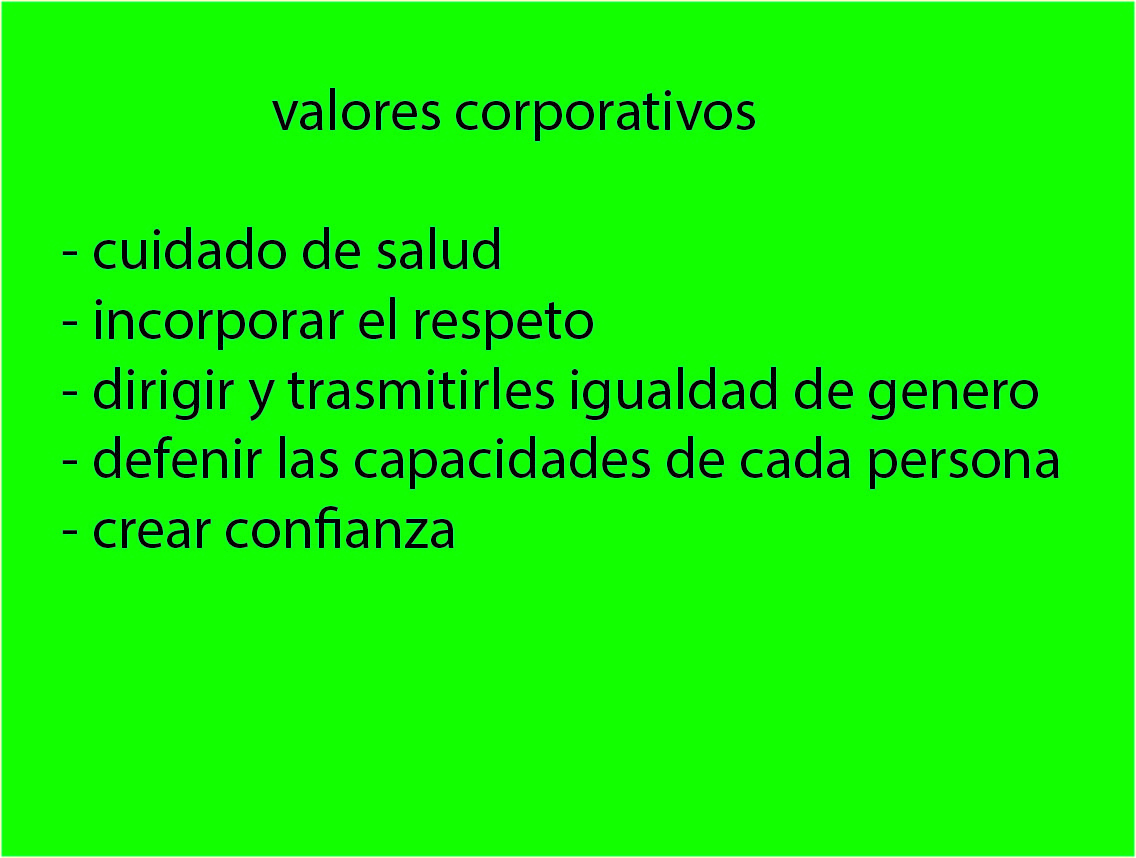 valores corporativos
- cuidado de salud
- incorporar el respeto
- dirigir y trasmitirles igualdad de genero
- defenir las capacidades de cada persona
- crear confianza